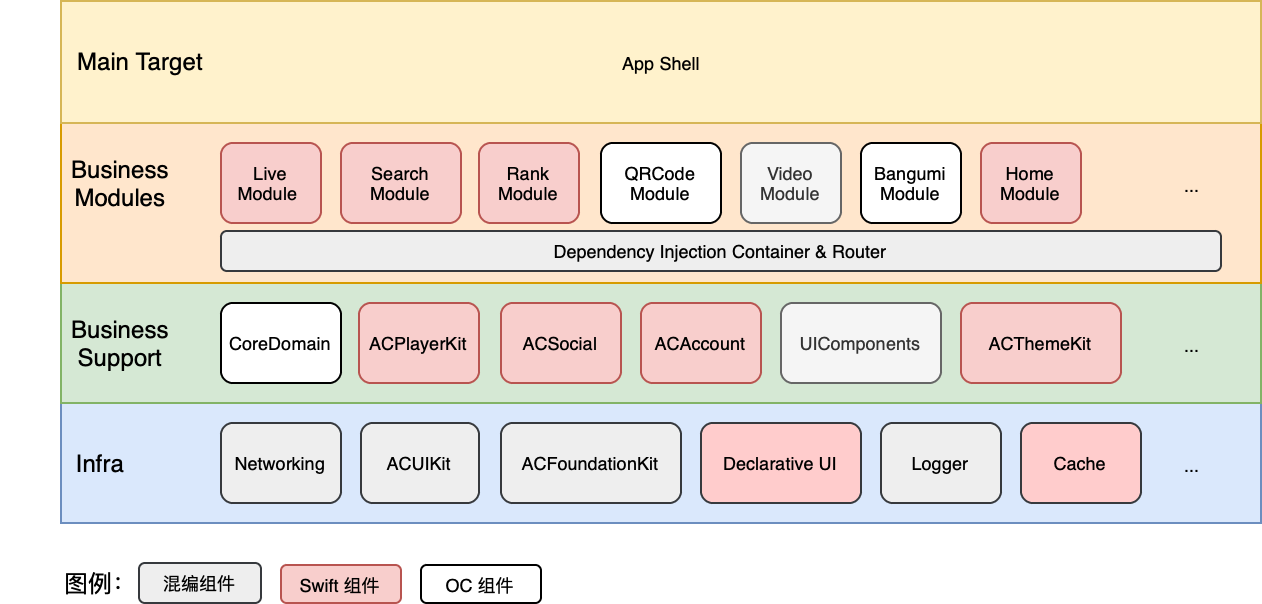 Main Target
App Shell
Business
Modules
Live
Module
Search
Module
Rank
Module
QRCode
Module
Video
Module
Bangumi
Module
Home
Module
...
Dependency Injection Container & Router
Business
Support
CoreDomain
ACPlayerKit
ACSocial
ACAccount
UIComponents
ACThemeKit
...
Infra
Networking
ACUIKit
ACFoundationKit
Declarative UI
Logger
Cache
...
图例：
混编组件
Swift 组件
OC 组件